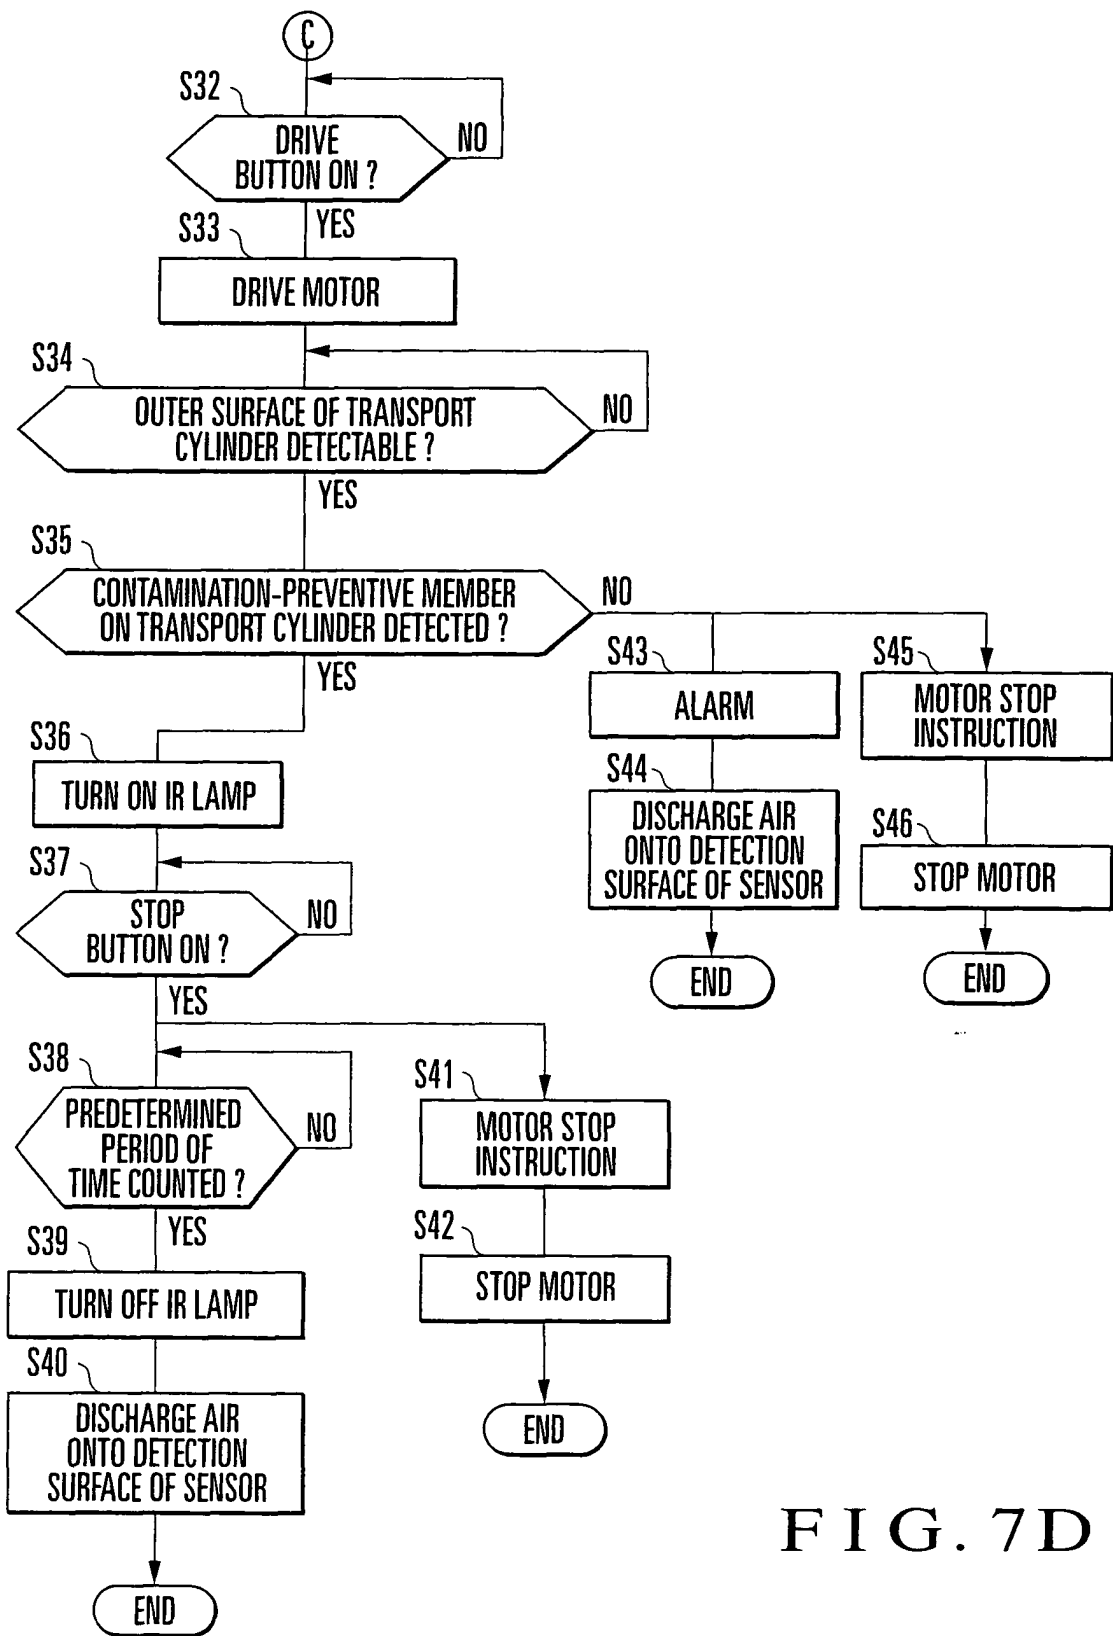 C
S32
DRIVE
BUTTON ON ?
NO
YES
S33
DRIVE MOTOR
S34
OUTER SURFACE OF TRANSPORT
CYLINDER DETECTABLE ?
NO
YES
S35
CONTAMINATION-PREVENTIVE MEMBER
ON TRANSPORT CYLINDER DETECTED ?
NO
YES
S36
TURN ON IR LAMP
S37
STOP
BUTTON ON ?
NO
YES
S38
PREDETERMINED
PERIOD OF
TIME COUNTED ?
NO
YES
S39
TURN OFF IR LAMP
S40
DISCHARGE AIR
ONTO DETECTION
SURFACE OF SENSOR
END
S41
MOTOR STOP
INSTRUCTION
S42
STOP MOTOR
END
S43
ALARM
S44
DISCHARGE AIR
ONTO DETECTION
SURFACE OF SENSOR
END
S45
MOTOR STOP
INSTRUCTION
S46
STOP MOTOR
END
FIG. 7D